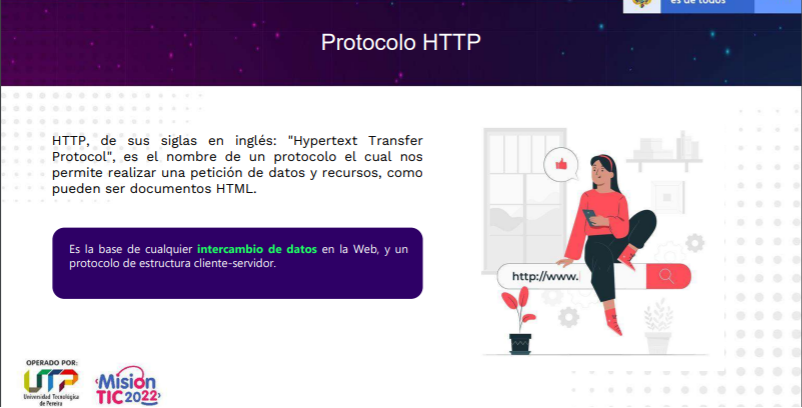 es de todos
Protocolo HTTP
HTTP, de sus siglas en inglés: "Hypertext Transfer
Protocol", es el nombre de un protocolo el cual nos
permite realizar una petición de datos y recursos, como
pueden ser documentos HTML.
Es la base de cualquier intercambio de datos en la Web, y un
protocolo de estructura cliente-servidor.
http://www.
OPERADO POR:
UTP
Universidad Tecnológica
de Pereira
Misión
TIC 2022